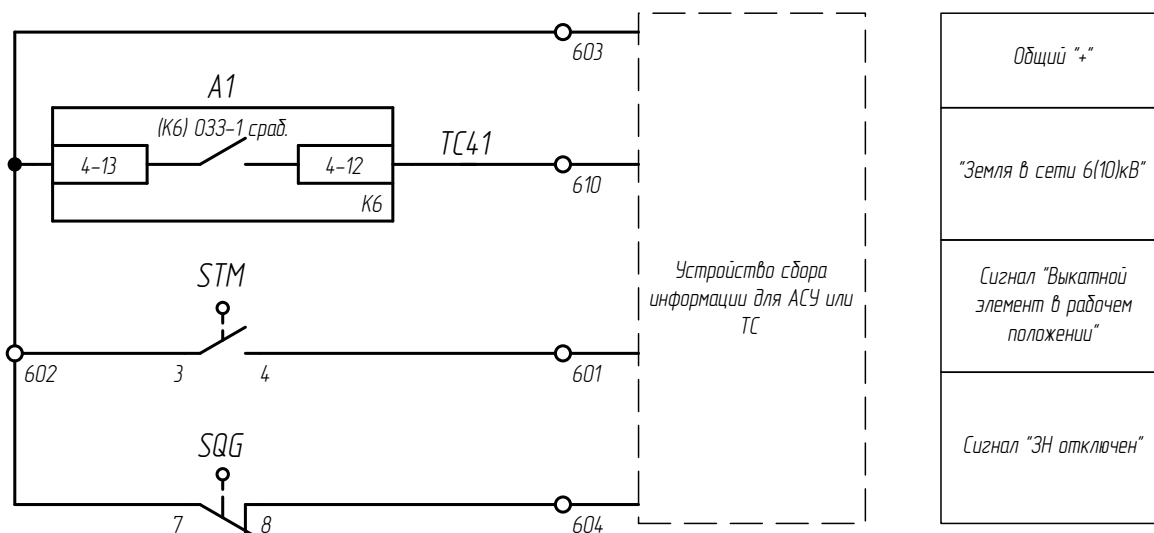 603
Общий "+"
A1
(K6) ОЗЗ-1 сраб.
4-13
4-12
K6
TC41
610
"Земля в сети 6(10)кВ"
STM
602
3
4
601
Устройство сбора
информации для АСУ или
ТС
Сигнал "Выкатной
элемент в рабочем
положении"
SQG
7
8
604
Сигнал "ЗН отключен"